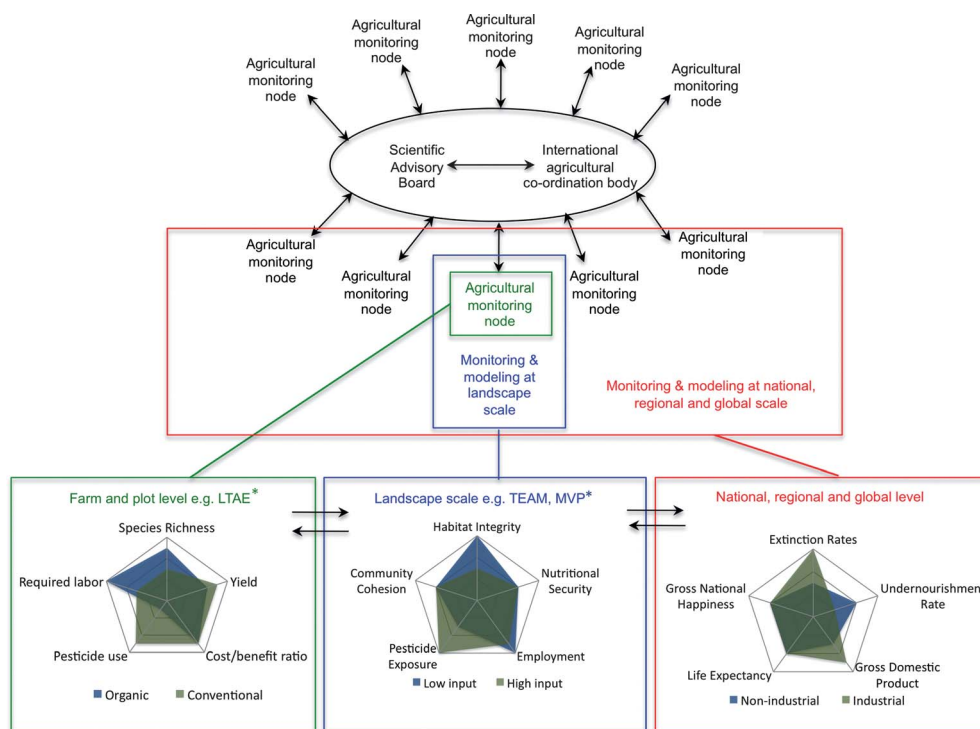 Agricultural
monitoring
node
Agricultural
monitoring
node
Agricultural
monitoring
node
Agricultural
monitoring
node
Agricultural
monitoring
node
Scientific
Advisory
Board
International
agricultural
co-ordination body
Agricultural
monitoring
node
Agricultural
monitoring
node
Agricultural
monitoring
node
Agricultural
monitoring
node
Agricultural
monitoring
node
Monitoring &
modeling at
landscape
scale
Monitoring & modeling at national,
regional and global scale
Farm and plot level e.g. LTAE*
Species Richness
Required labor
Yield
Pesticide use
Cost/benefit ratio
Organic
Conventional
Landscape scale e.g. TEAM, MVP*
Habitat Integrity
Community
Cohesion
Nutritional
Security
Pesticide
Exposure
Employment
Low input
High input
National, regional and global level
Extinction Rates
Gross National
Happiness
Undernourishment
Rate
Life Expectancy
Gross Domestic
Product
Non-industrial
Industrial